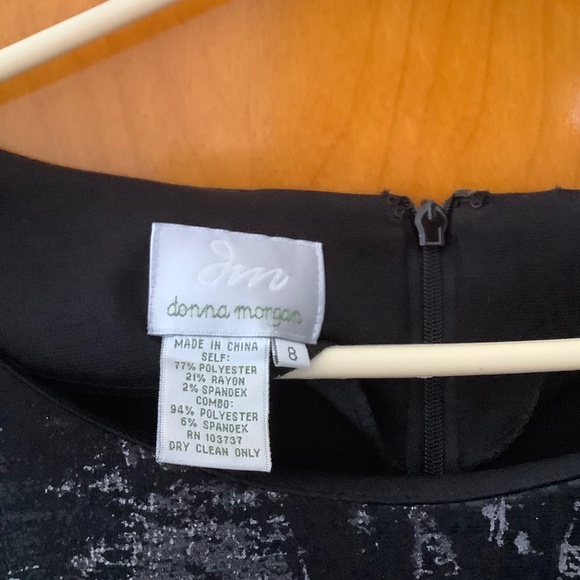 dm
donna morgan
8
MADE IN CHINA
SELF:
77% POLYESTER
21% RAYON
2% SPANDEX
COMBO:
94% POLYESTER
6% SPANDEX
RN 103737
DRY CLEAN ONLY